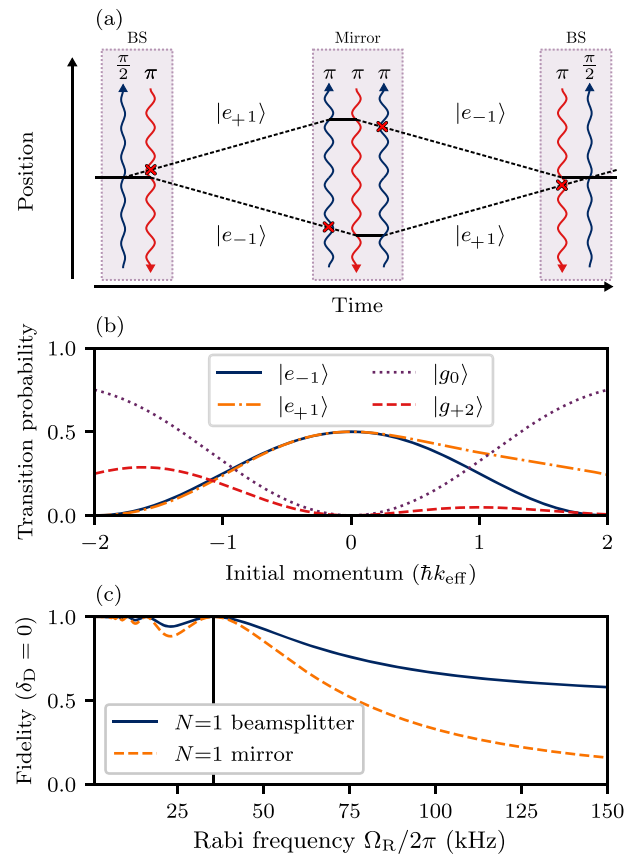 (a)
BS Mirror BS
π/2 π π π π π π/2
|e+1⟩ |e−1⟩
Position
|e−1⟩ |e+1⟩
Time
(b)
Transition probability
1.0
0.5
0.0
|e−1⟩ |g0⟩
|e+1⟩ |g+2⟩
−2 −1 0 1 2
Initial momentum (ħkeff)
(c)
Fidelity (δD = 0)
1.0
0.5
0.0
N=1 beamsplitter
N=1 mirror
25 50 75 100 125 150
Rabi frequency ΩR/2π (kHz)